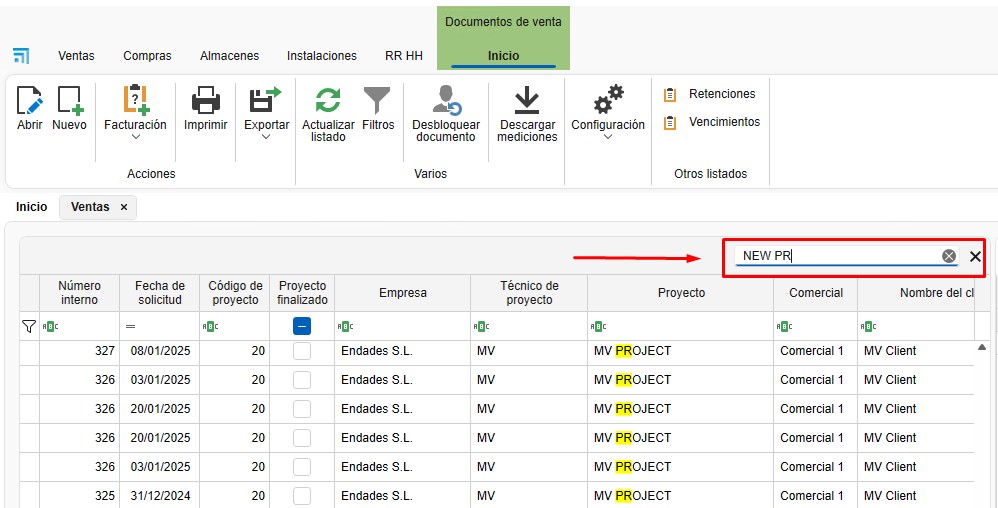 Documentos de venta
Ventas Compras Almacenes Instalaciones RR HH Inicio
Abrir Nuevo Facturación Imprimir Exportar Actualizar listado Filtros Desbloquear documento Descargar mediciones Configuración Retenciones
Vencimientos
Acciones Varios Otros listados
Inicio Ventas ×
NEW PR
Número interno Fecha de solicitud Código de proyecto Proyecto finalizado Empresa Técnico de proyecto Proyecto Comercial Nombre del cl
327 08/01/2025 20 Endades S.L. MV MV PROJECT Comercial 1 MV Client
326 03/01/2025 20 Endades S.L. MV MV PROJECT Comercial 1 MV Client
326 20/01/2025 20 Endades S.L. MV MV PROJECT Comercial 1 MV Client
326 20/01/2025 20 Endades S.L. MV MV PROJECT Comercial 1 MV Client
326 03/01/2025 20 Endades S.L. MV MV PROJECT Comercial 1 MV Client
325 31/12/2024 20 Endades S.L. MV MV PROJECT Comercial 1 MV Client